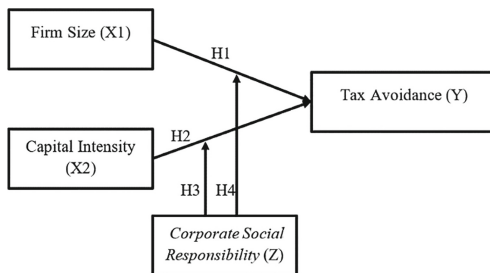 Firm Size (X1)
H1
Tax Avoidance (Y)
Capital Intensity
(X2)
H2
H3
H4
Corporate Social
Responsibility (Z)